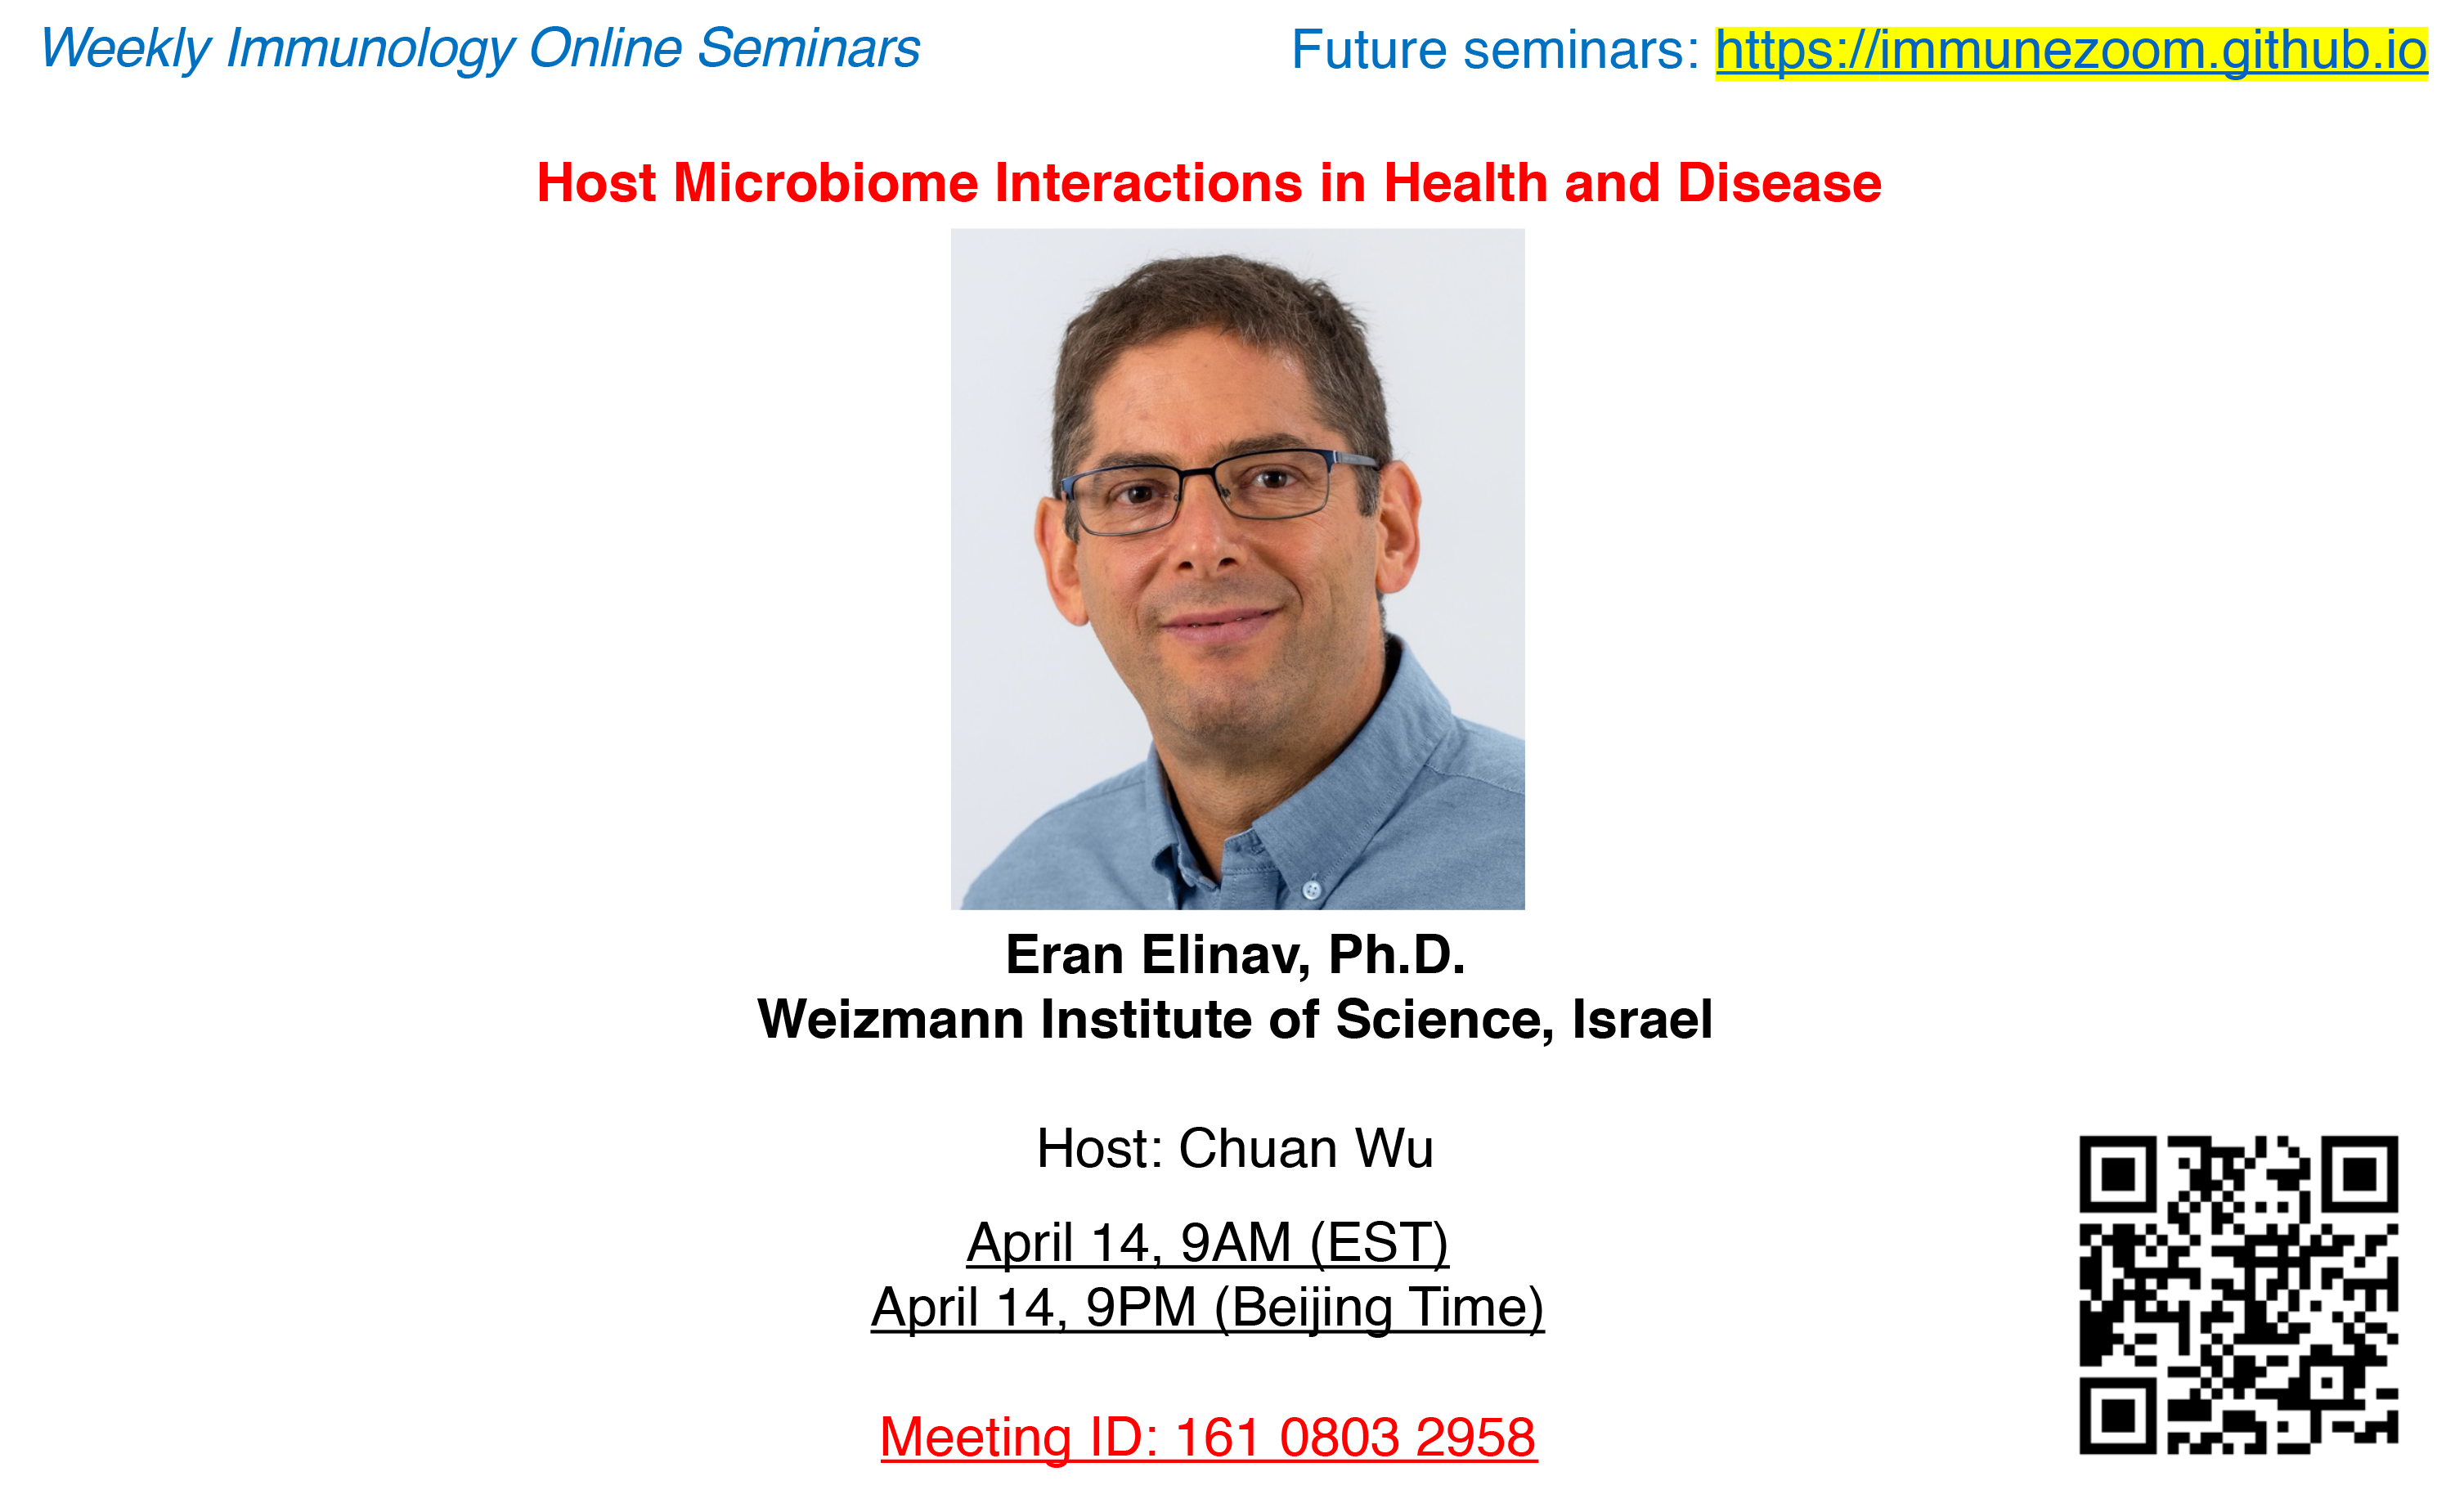 Weekly Immunology Online Seminars
Future seminars: https://immunezoom.github.io
Host Microbiome Interactions in Health and Disease
Eran Elinav, Ph.D.
Weizmann Institute of Science, Israel
Host: Chuan Wu
April 14, 9AM (EST)
April 14, 9PM (Beijing Time)
Meeting ID: 161 0803 2958